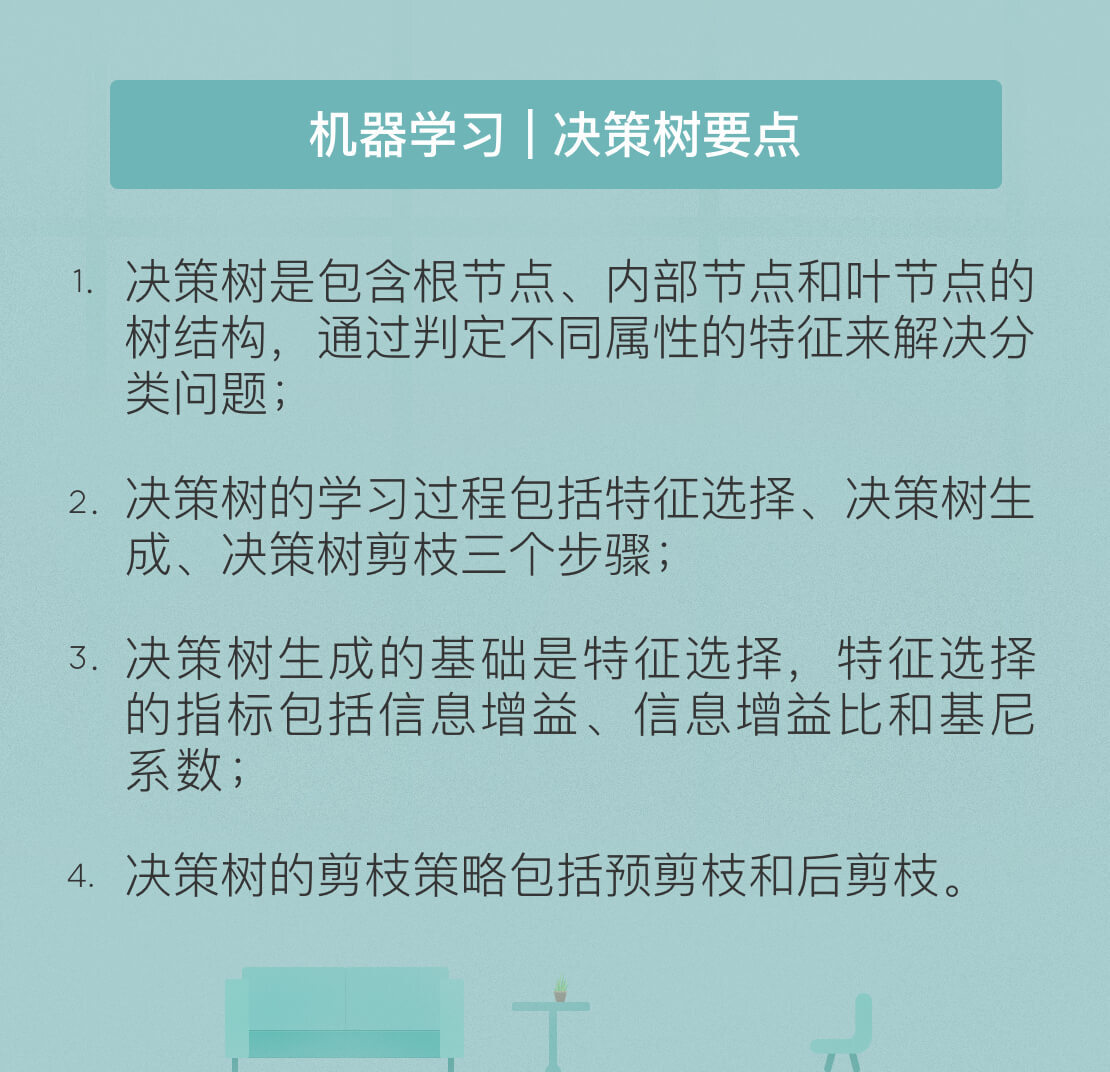 机器学习｜决策树要点
1. 决策树是包含根节点、内部节点和叶节点的
树结构，通过判定不同属性的特征来解决分
类问题；
2. 决策树的学习过程包括特征选择、决策树生
成、决策树剪枝三个步骤；
3. 决策树生成的基础是特征选择，特征选择
的指标包括信息增益、信息增益比和基尼
系数；
4. 决策树的剪枝策略包括预剪枝和后剪枝。